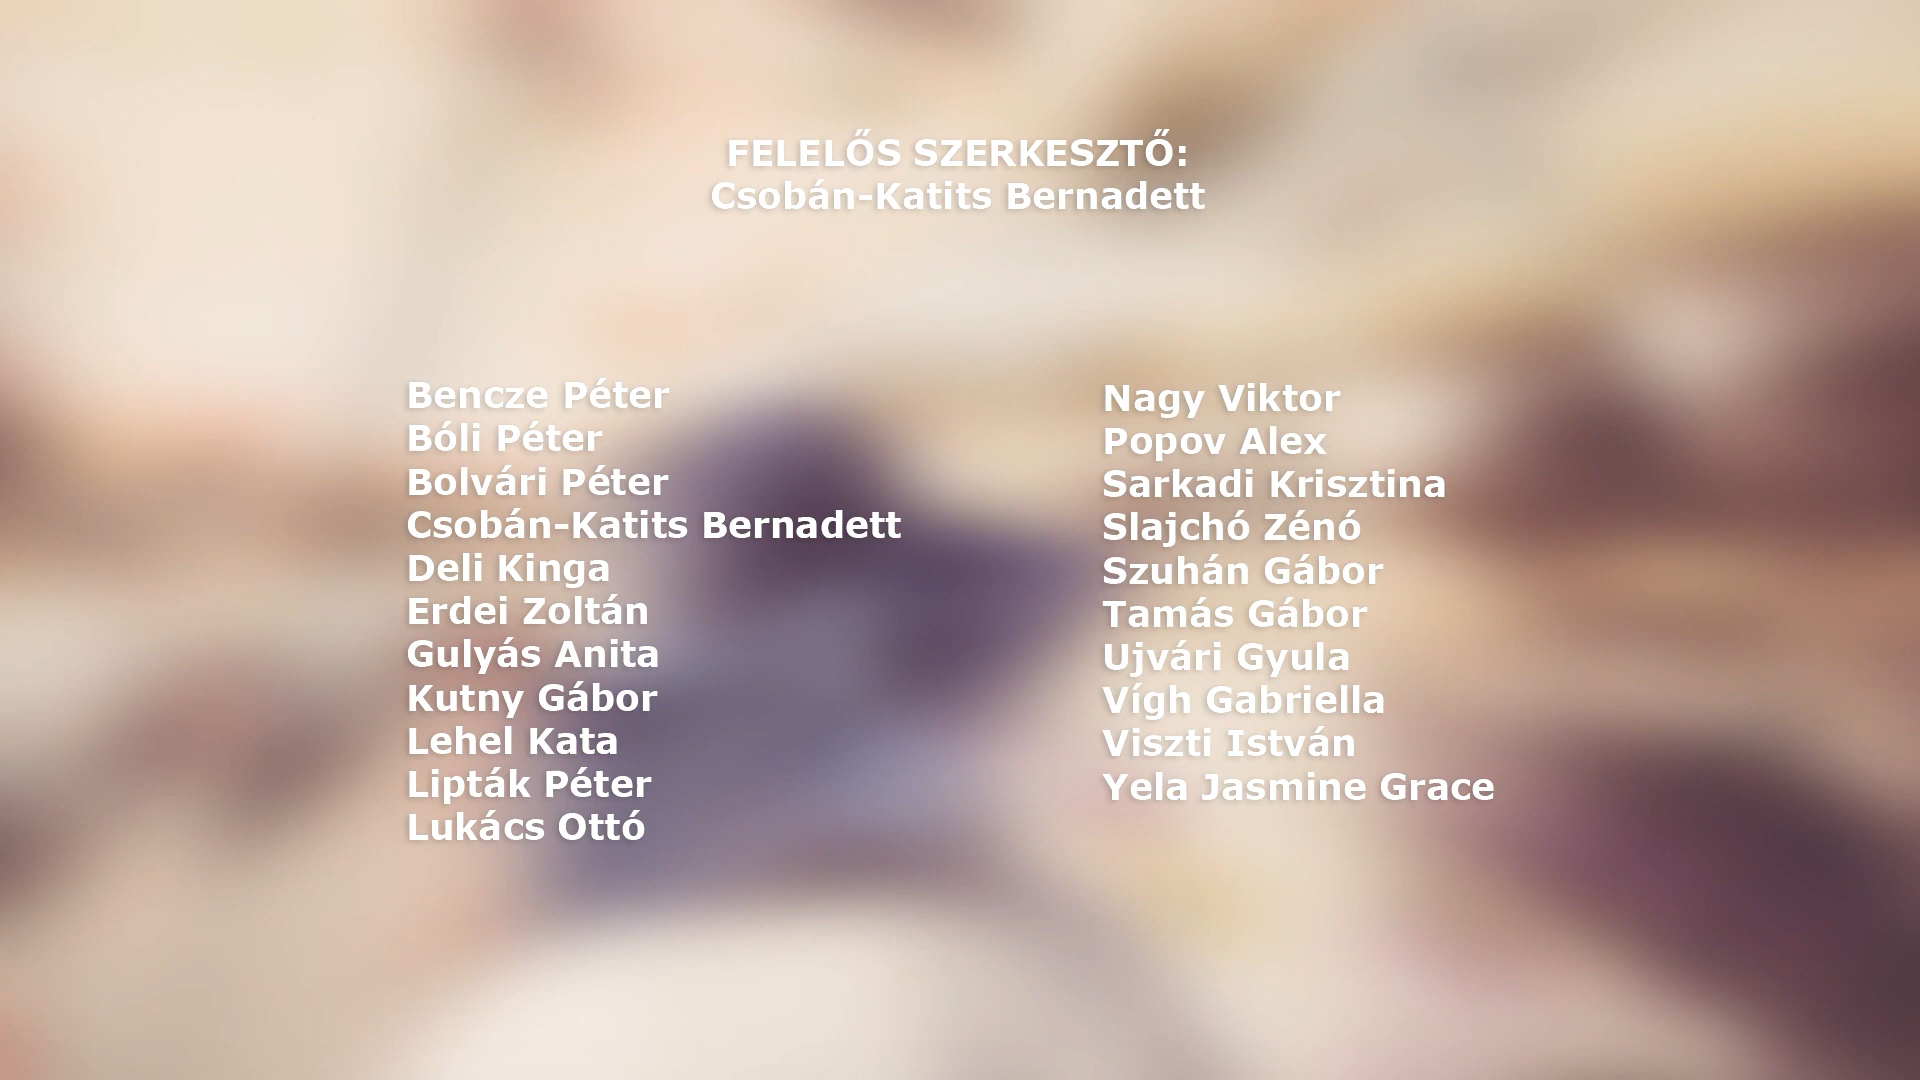 FELELŐS SZERKESZTŐ:
Csobán-Katits Bernadett
Bencze Péter
Bóli Péter
Bolvári Péter
Csobán-Katits Bernadett
Deli Kinga
Erdei Zoltán
Gulyás Anita
Kutny Gábor
Lehel Kata
Lipták Péter
Lukács Ottó
Nagy Viktor
Popov Alex
Sarkadi Krisztina
Slajchó Zénó
Szuhán Gábor
Tamás Gábor
Ujvári Gyula
Vígh Gabriella
Viszti István
Yela Jasmine Grace